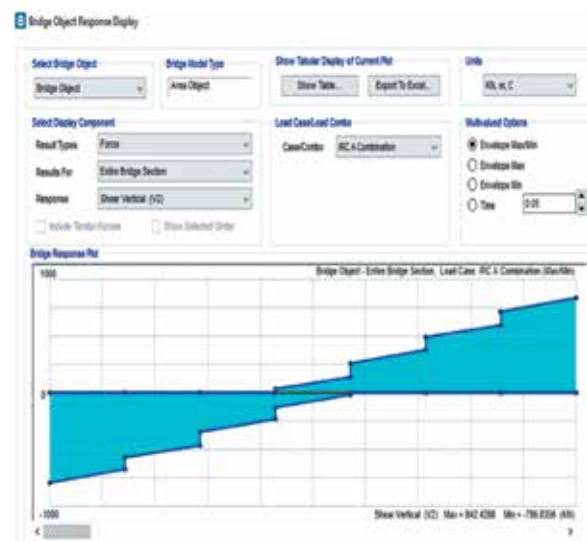 B Bridge Object Response Display
Select Bridge Object
Bridge Object
Bridge Model Type
Area Object
Show Tabular Display of Current Plot
Show Table...
Export To Excel...
Units
KN, m, C
Select Display Component
Result Types
Force
Results For
Entire Bridge Section
Response
Shear Vertical (V2)
Include Tendon Forces
Show Selected Girder
Load Case/Load Combo
Case/Combo
IRC A Combination
Multivalued Options
Envelope Max/Min
Envelope Max
Envelope Min
Time
0.05
Bridge Response Plot
1000
Bridge Object - Entire Bridge Section, Load Case IRC A Combination (Max/Min)
0
-1000
Shear Vertical (V2) Max = 842.4288 Min = (KN)